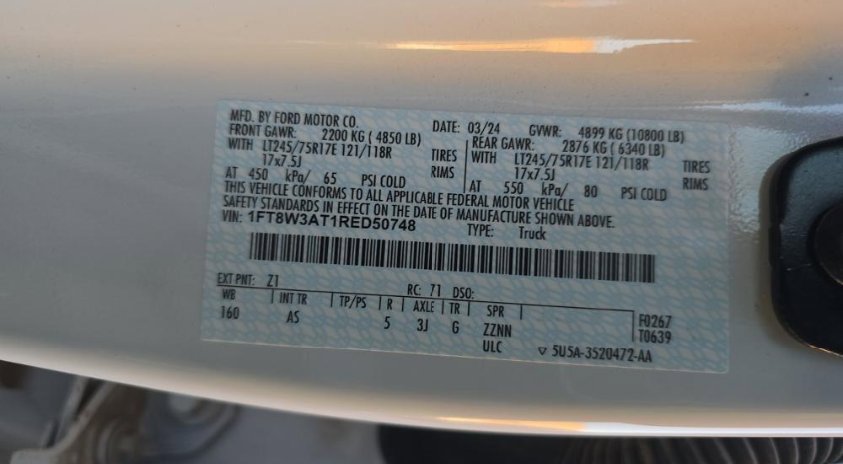 MFD. BY FORD MOTOR CO. DATE: 03/24 GVWR: 4899 KG (10800 LB)
FRONT GAWR: 2200 KG ( 4850 LB) REAR GAWR: 2876 KG ( 6340 LB)
WITH LT245/75R17E 121/118R TIRES WITH LT245/75R17E 121/118R TIRES
17x7.5J RIMS 17x7.5J RIMS
AT 450 kPa/ 65 PSI COLD AT 550 kPa/ 80 PSI COLD
THIS VEHICLE CONFORMS TO ALL APPLICABLE FEDERAL MOTOR VEHICLE
SAFETY STANDARDS IN EFFECT ON THE DATE OF MANUFACTURE SHOWN ABOVE.
VIN: 1FT8W3AT1RED50748 TYPE: Truck
EXT PNT: Z1 RC: 71 DSO:
WB INT TR TP/PS R AXLE TR SPR F0267
160 AS 5 3J G ZZNN T0639
ULC ▽ 5U5A-3520472-AA